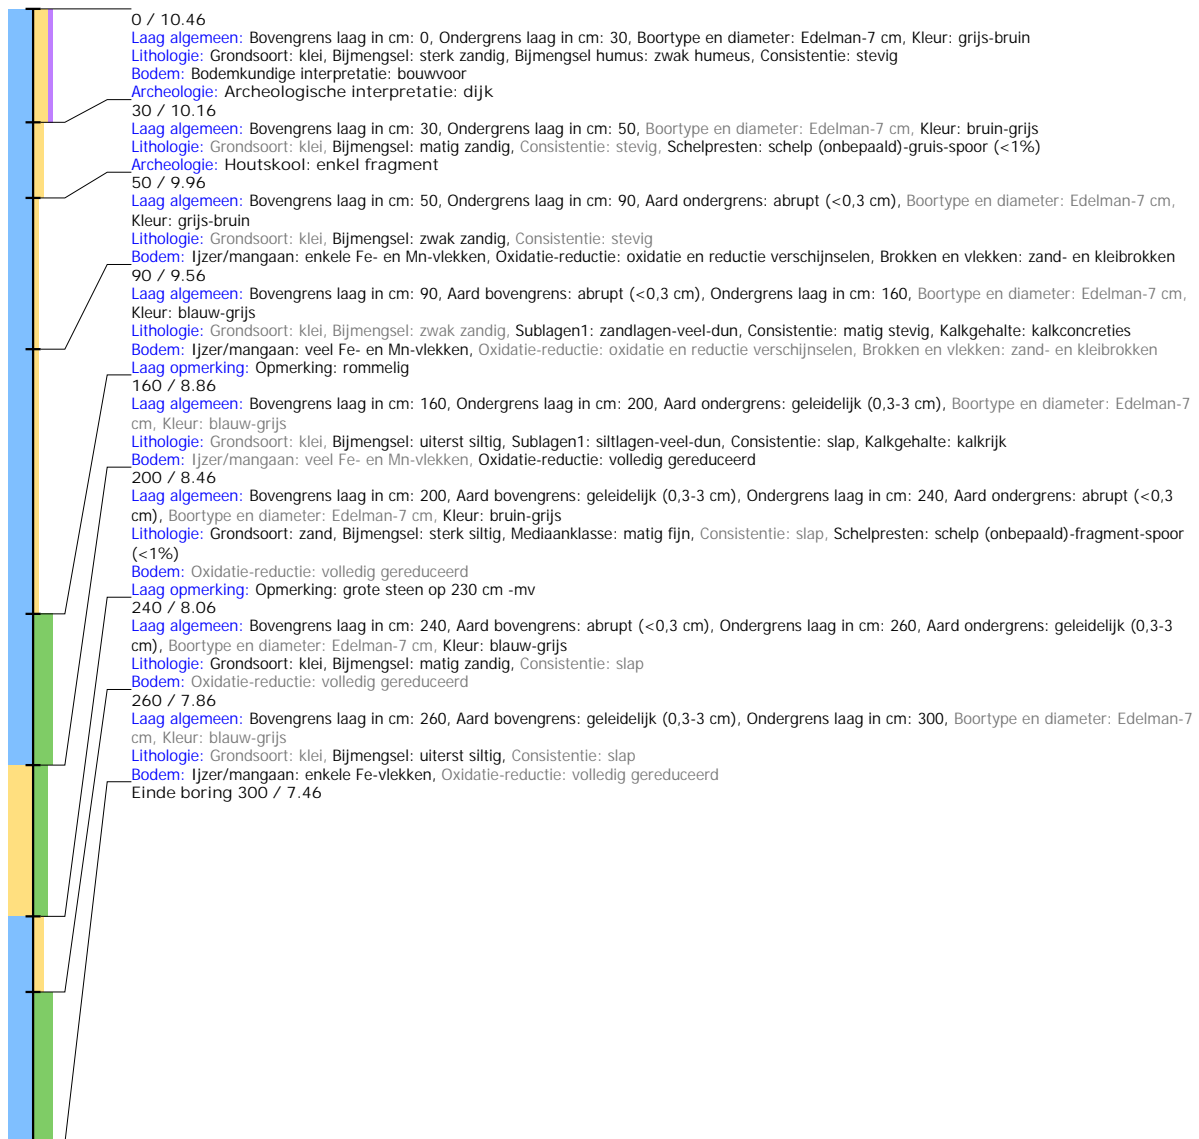 0 / 10.46
Laag algemeen: Bovengrens laag in cm: 0, Ondergrens laag in cm: 30, Boortype en diameter: Edelman-7 cm, Kleur: grijs-bruin
Lithologie: Grondsoort: klei, Bijmengsel: sterk zandig, Bijmengsel humus: zwak humeus, Consistentie: stevig
Bodem: Bodemkundige interpretatie: bouwvoor
Archeologie: Archeologische interpretatie: dijk
30 / 10.16
Laag algemeen: Bovengrens laag in cm: 30, Ondergrens laag in cm: 50, Boortype en diameter: Edelman-7 cm, Kleur: bruin-grijs
Lithologie: Grondsoort: klei, Bijmengsel: matig zandig, Consistentie: stevig, Schelpresten: schelp (onbepaald)-gruis-spoor (<1%)
Archeologie: Houtskool: enkel fragment
50 / 9.96
Laag algemeen: Bovengrens laag in cm: 50, Ondergrens laag in cm: 90, Aard ondergrens: abrupt (<0,3 cm), Boortype en diameter: Edelman-7 cm,
Kleur: grijs-bruin
Lithologie: Grondsoort: klei, Bijmengsel: zwak zandig, Consistentie: stevig
Bodem: Ijzer/mangaan: enkele Fe- en Mn-vlekken, Oxidatie-reductie: oxidatie en reductie verschijnselen, Brokken en vlekken: zand- en kleibrokken
90 / 9.56
Laag algemeen: Bovengrens laag in cm: 90, Aard bovengrens: abrupt (<0,3 cm), Ondergrens laag in cm: 160, Boortype en diameter: Edelman-7 cm,
Kleur: blauw-grijs
Lithologie: Grondsoort: klei, Bijmengsel: zwak zandig, Sublagen1: zandlagen-veel-dun, Consistentie: matig stevig, Kalkgehalte: kalkconcreties
Bodem: Ijzer/mangaan: veel Fe- en Mn-vlekken, Oxidatie-reductie: oxidatie en reductie verschijnselen, Brokken en vlekken: zand- en kleibrokken
Laag opmerking: Opmerking: rommelig
160 / 8.86
Laag algemeen: Bovengrens laag in cm: 160, Ondergrens laag in cm: 200, Aard ondergrens: geleidelijk (0,3-3 cm), Boortype en diameter: Edelman-7
cm, Kleur: blauw-grijs
Lithologie: Grondsoort: klei, Bijmengsel: uiterst siltig, Sublagen1: siltlagen-veel-dun, Consistentie: slap, Kalkgehalte: kalkrijk
Bodem: Ijzer/mangaan: veel Fe- en Mn-vlekken, Oxidatie-reductie: volledig gereduceerd
200 / 8.46
Laag algemeen: Bovengrens laag in cm: 200, Aard bovengrens: geleidelijk (0,3-3 cm), Ondergrens laag in cm: 240, Aard ondergrens: abrupt (<0,3
cm), Boortype en diameter: Edelman-7 cm, Kleur: bruin-grijs
Lithologie: Grondsoort: zand, Bijmengsel: sterk siltig, Mediaanklasse: matig fijn, Consistentie: slap, Schelpresten: schelp (onbepaald)-fragment-spoor
(<1%)
Bodem: Oxidatie-reductie: volledig gereduceerd
Laag opmerking: Opmerking: grote steen op 230 cm -mv
240 / 8.06
Laag algemeen: Bovengrens laag in cm: 240, Aard bovengrens: abrupt (<0,3 cm), Ondergrens laag in cm: 260, Aard ondergrens: geleidelijk (0,3-3
cm), Boortype en diameter: Edelman-7 cm, Kleur: blauw-grijs
Lithologie: Grondsoort: klei, Bijmengsel: matig zandig, Consistentie: slap
Bodem: Oxidatie-reductie: volledig gereduceerd
260 / 7.86
Laag algemeen: Bovengrens laag in cm: 260, Aard bovengrens: geleidelijk (0,3-3 cm), Ondergrens laag in cm: 300, Boortype en diameter: Edelman-7
cm, Kleur: blauw-grijs
Lithologie: Grondsoort: klei, Bijmengsel: uiterst siltig, Consistentie: slap
Bodem: Ijzer/mangaan: enkele Fe-vlekken, Oxidatie-reductie: volledig gereduceerd
Einde boring 300 / 7.46